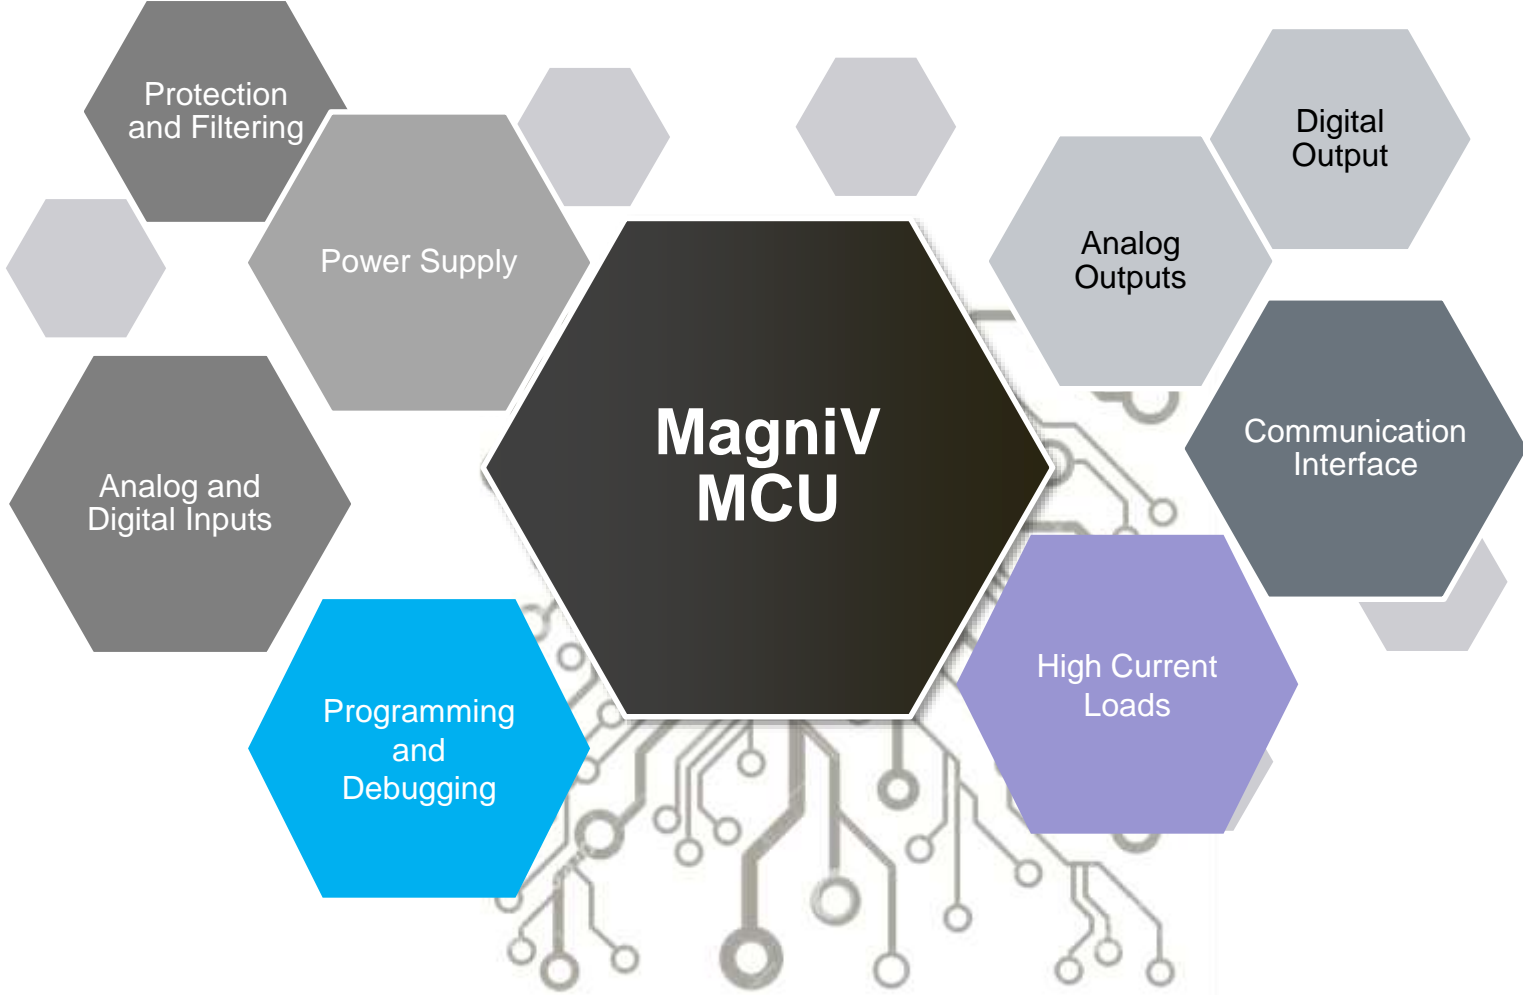 Protection
and Filtering
Power Supply
Analog and
Digital Inputs
Programming
and
Debugging
MagniV
MCU
Digital
Output
Analog
Outputs
Communication
Interface
High Current
Loads